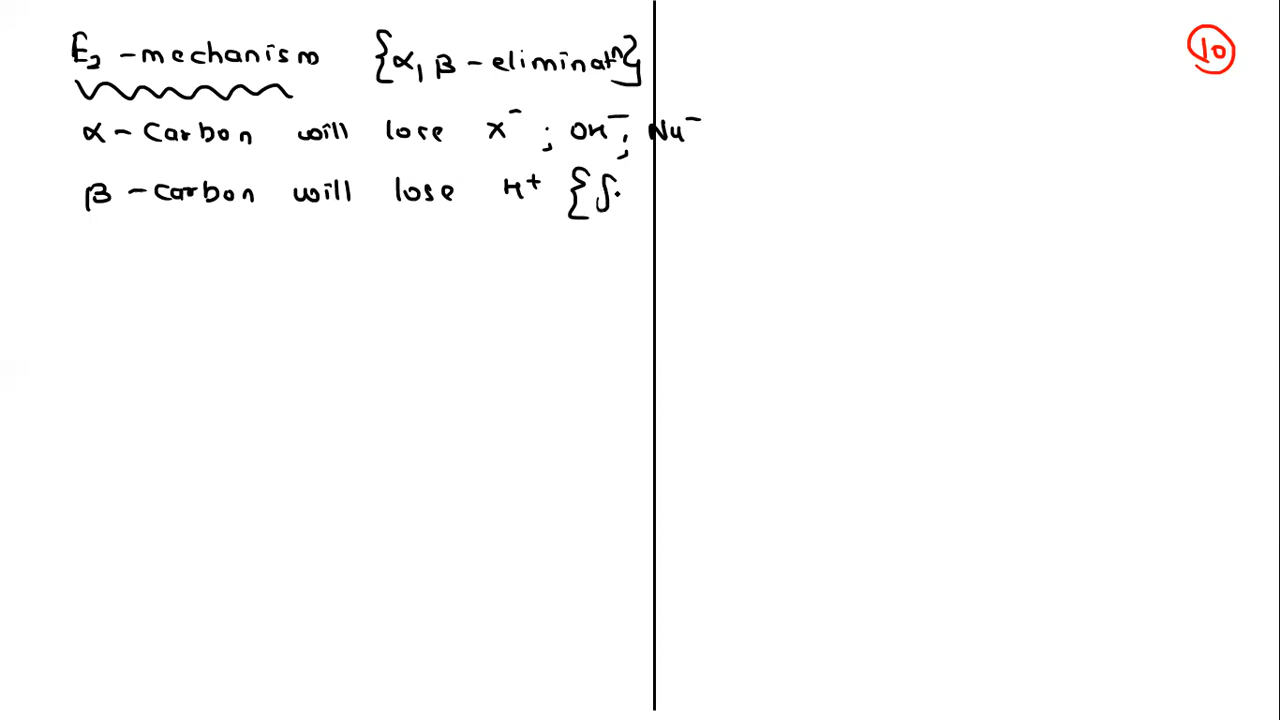 E₂ - mechanism {α, β - eliminatⁿ}
α - Carbon will lose X⁻ ; OH⁻ ; Nu⁻
β - carbon will lose H⁺ {
10